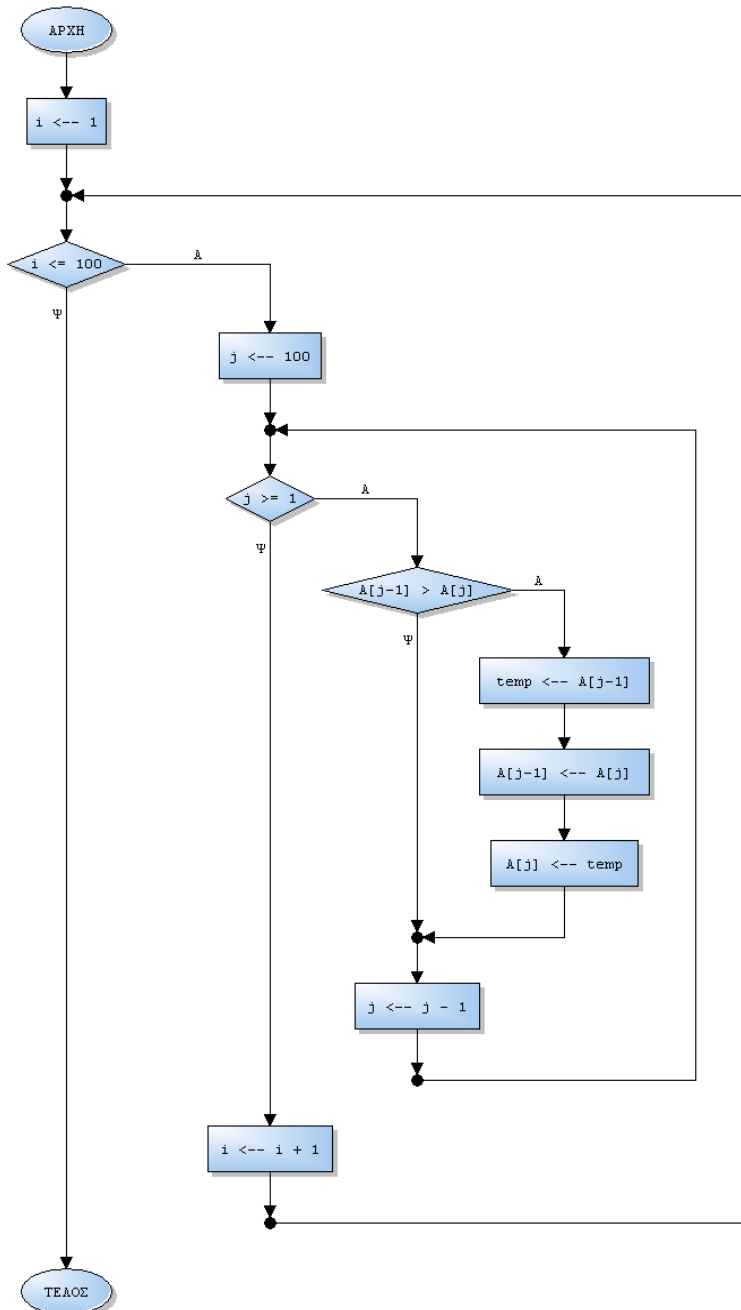 ΑΡΧΗ
i <-- 1
i <= 100
Α
Ψ
j <-- 100
j >= 1
Α
Ψ
A[j-1] > A[j]
Α
Ψ
temp <-- A[j-1]
A[j-1] <-- A[j]
A[j] <-- temp
j <-- j - 1
i <-- i + 1
ΤΕΛΟΣ